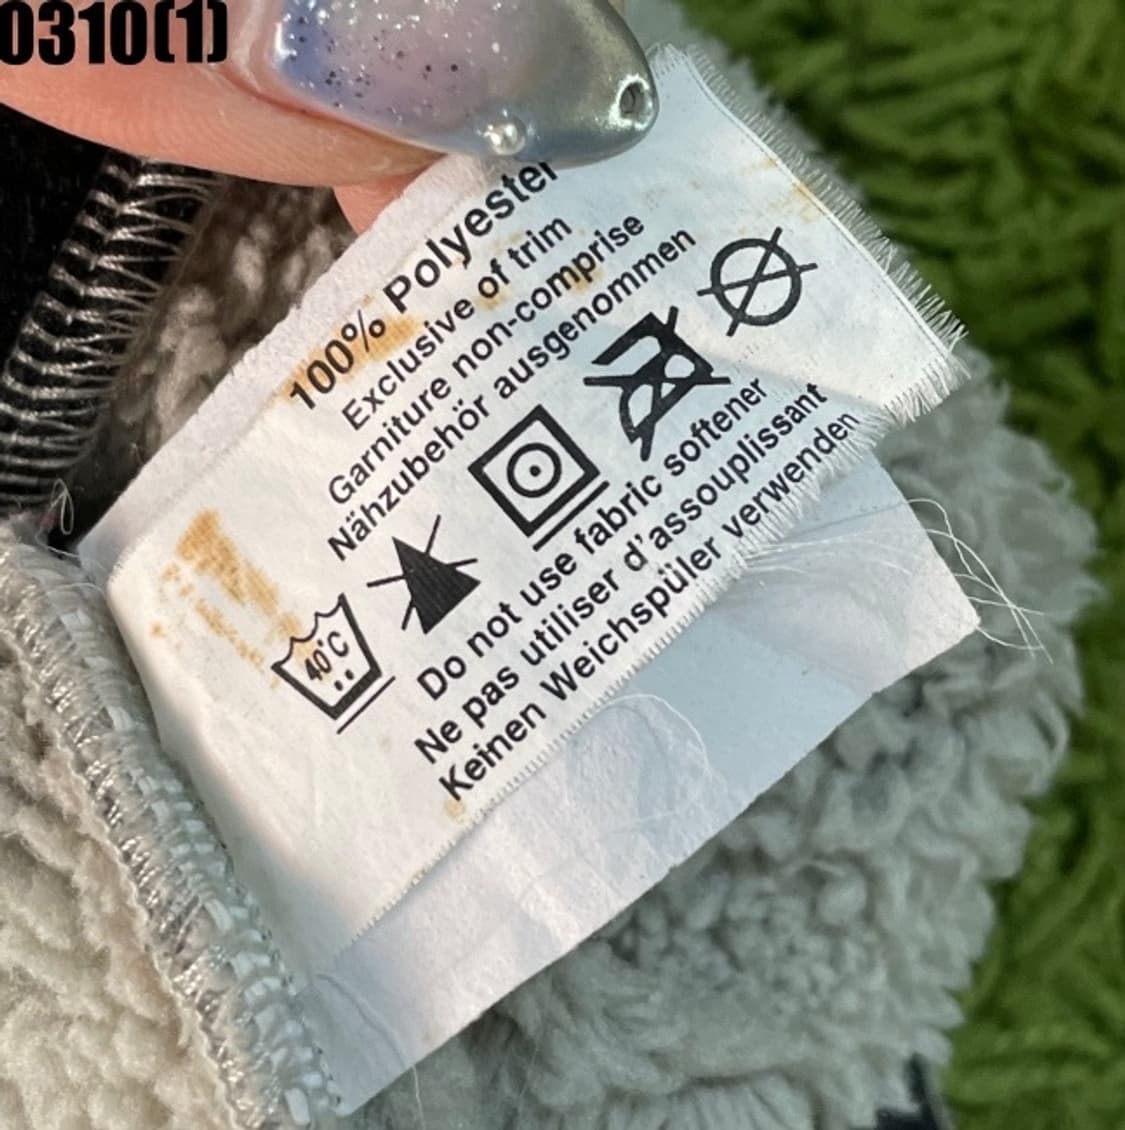 0310(1)
100% Polyester
Exclusive of trim
Garniture non-comprise
Nähzubehör ausgenommen
40°C
Do not use fabric softener
Ne pas utiliser d'assouplissant
Keinen Weichspüler verwenden